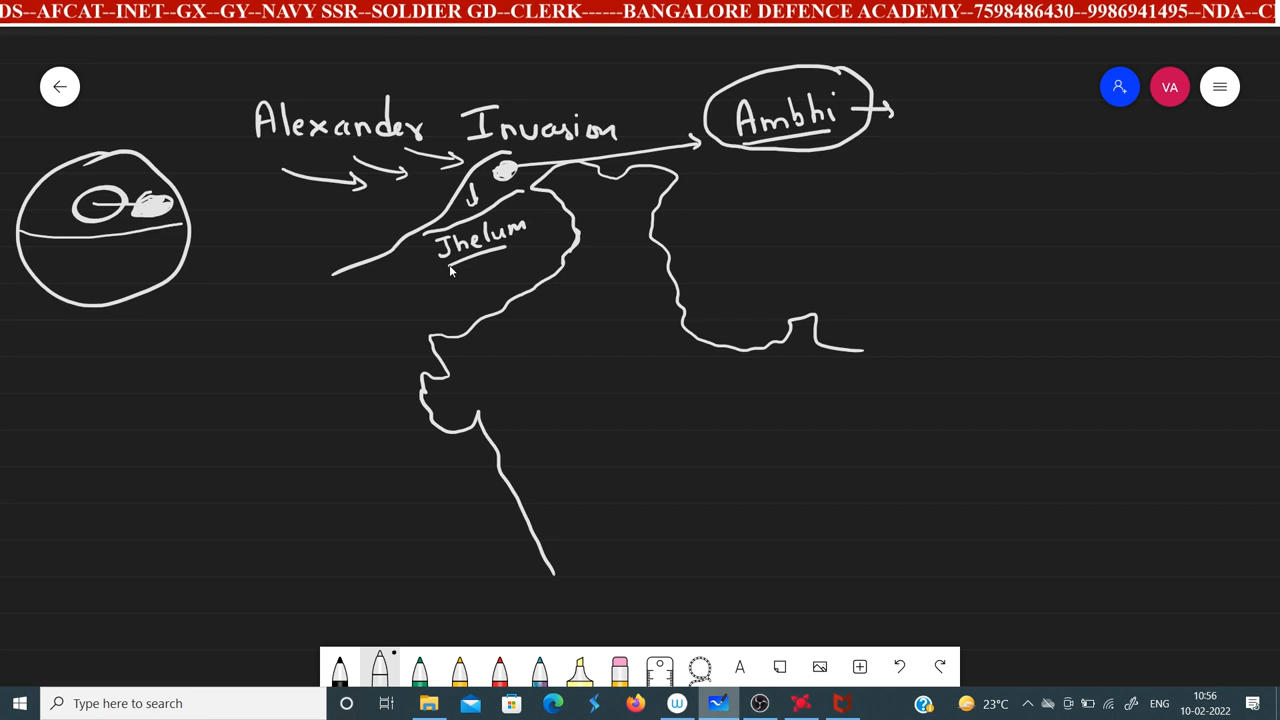 DS--AFCAT--INET--GX--GY--NAVY SSR--SOLDIER GD--CLERK------BANGALORE DEFENCE ACADEMY--7598486430--9986941495--NDA--C
VA
Alexander Invasion
Ambhi
Jhelum
A
Type here to search
23°C
ENG
10:56
10-02-2022